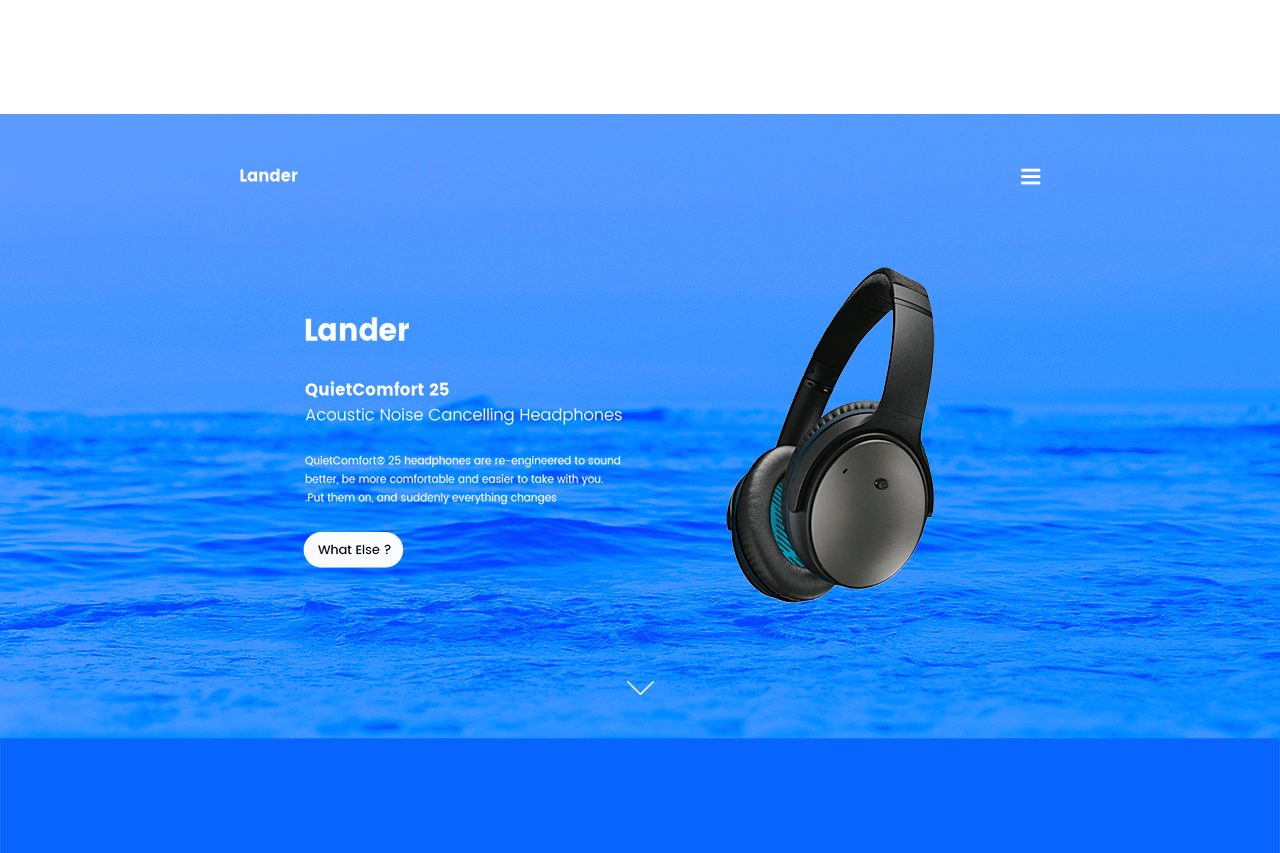 Lander
Lander
QuietComfort 25
Acoustic Noise Cancelling Headphones
QuietComfort® 25 headphones are re-engineered to sound
better, be more comfortable and easier to take with you.
.Put them on, and suddenly everything changes
What Else ?